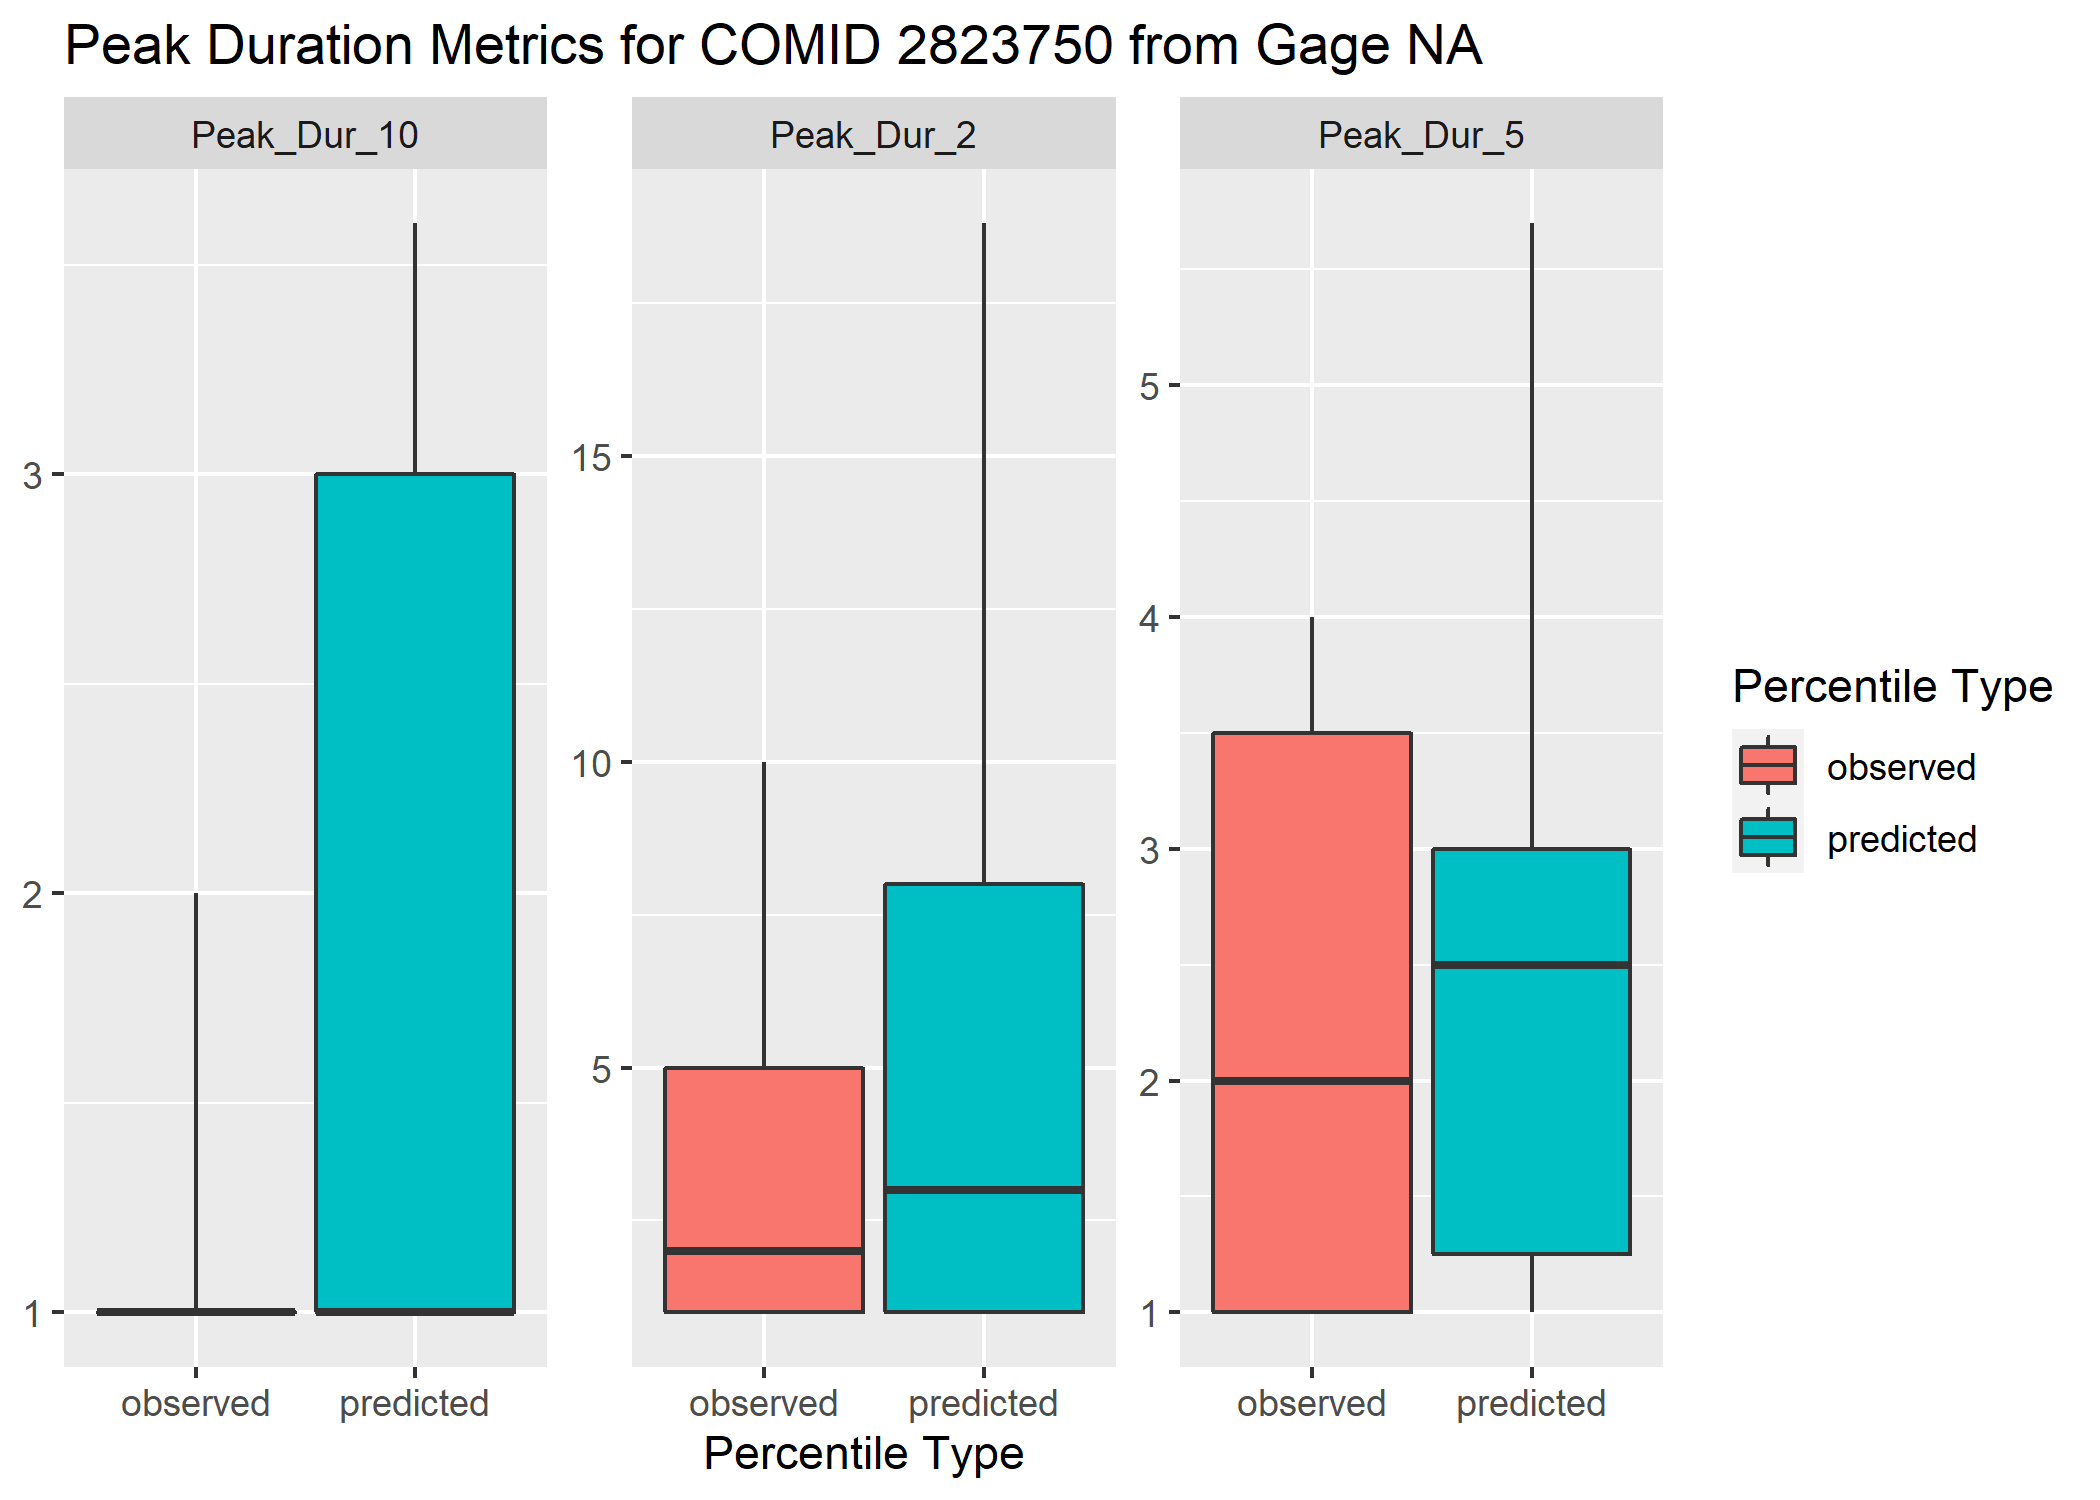 Peak Duration Metrics for COMID 2823750 from Gage NA
Peak_Dur_10
Peak_Dur_2
Peak_Dur_5
3
2
1
15
10
5
5
4
3
2
1
observed
predicted
observed
predicted
observed
predicted
Percentile Type
Percentile Type
observed
predicted